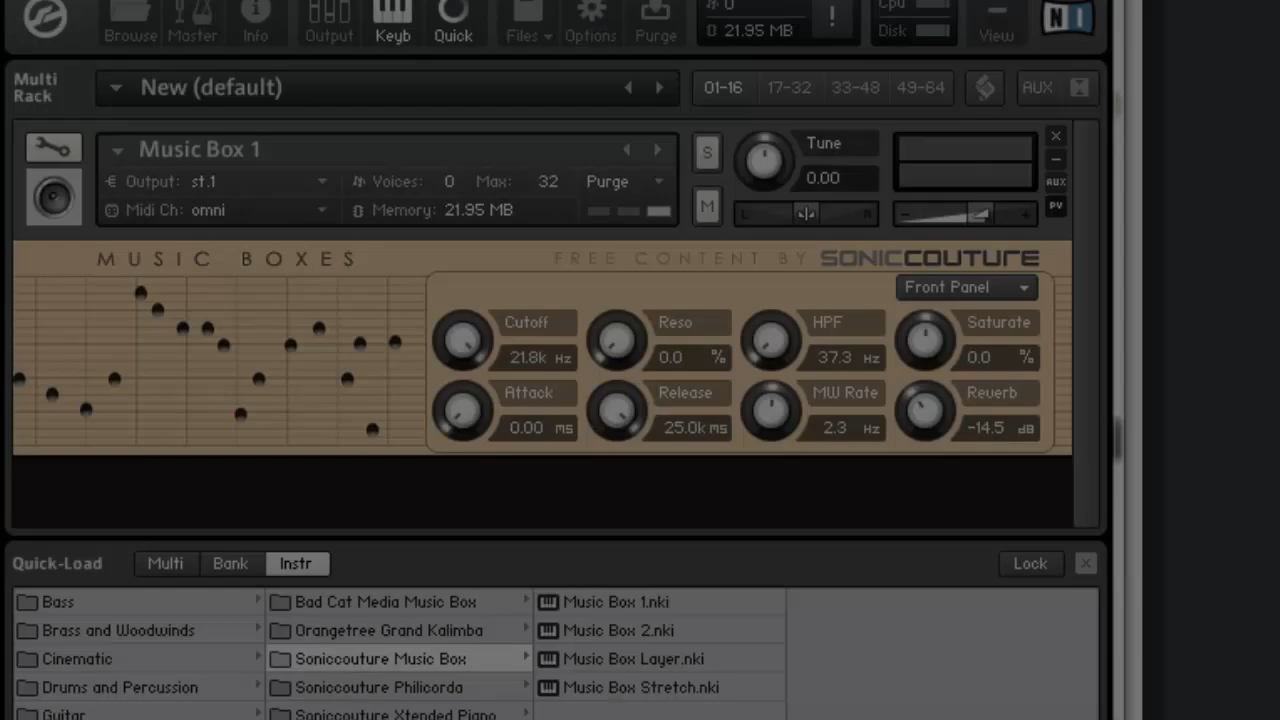 Browse Master Info Output Keyb Quick Files Options Purge 0 21.95 MB ! Cpu Disk View NI
Multi Rack New (default) 01-16 17-32 33-48 49-64 AUX
Music Box 1 S Tune 0.00
Output: st.1 Voices: 0 Max: 32 Purge AUX
Midi Ch: omni Memory: 21.95 MB M L R - + PV
MUSIC BOXES FREE CONTENT BY SONICCOUTURE
Front Panel
Cutoff Reso HPF Saturate
21.8k Hz 0.0 % 37.3 Hz 0.0 %
Attack Release MW Rate Reverb
0.00 ms 25.0k ms 2.3 Hz -14.5 dB
Quick-Load Multi Bank Instr Lock
Bass Bad Cat Media Music Box Music Box 1.nki
Brass and Woodwinds Orangetree Grand Kalimba Music Box 2.nki
Cinematic Soniccouture Music Box Music Box Layer.nki
Drums and Percussion Soniccouture Philicorda Music Box Stretch.nki
Guitar Soniccouture Xtended Piano